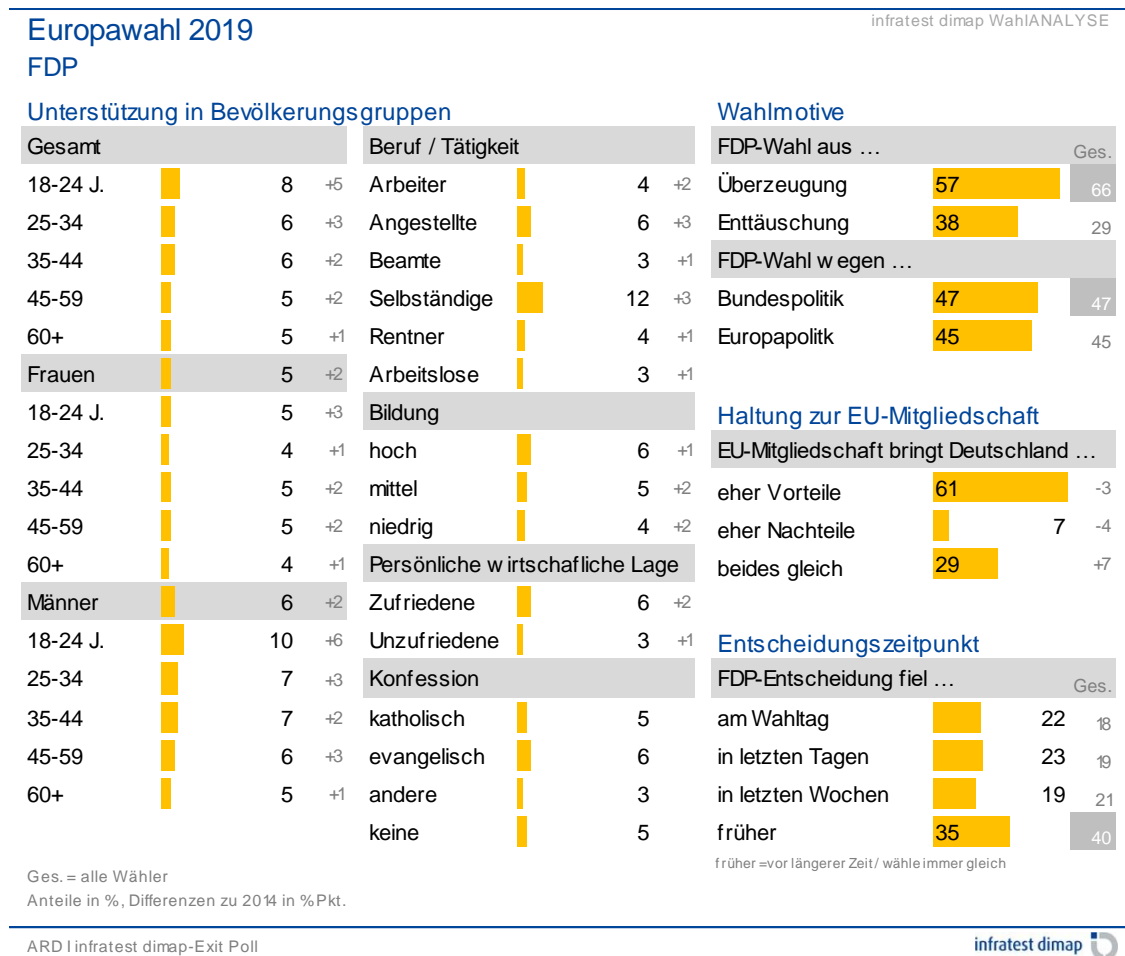 infratest dimap WahlANALYSE
Europawahl 2019
FDP
Unterstützung in Bevölkerungsgruppen
Gesamt
18-24 J. 8 +5
25-34 6 +3
35-44 6 +2
45-59 5 +2
60+ 5 +1
Frauen 5 +2
18-24 J. 5 +3
25-34 4 +1
35-44 5 +2
45-59 5 +2
60+ 4 +1
Männer 6 +2
18-24 J. 10 +6
25-34 7 +3
35-44 7 +2
45-59 6 +3
60+ 5 +1
Beruf / Tätigkeit
Arbeiter 4 +2
Angestellte 6 +3
Beamte 3 +1
Selbständige 12 +3
Rentner 4 +1
Arbeitslose 3 +1
Bildung
hoch 6 +1
mittel 5 +2
niedrig 4 +2
Persönliche wirtschafliche Lage
Zufriedene 6 +2
Unzufriedene 3 +1
Konfession
katholisch 5
evangelisch 6
andere 3
keine 5
Wahlmotive
FDP-Wahl aus … Ges.
Überzeugung 57 66
Enttäuschung 38 29
FDP-Wahl wegen …
Bundespolitik 47 47
Europapolitk 45 45
Haltung zur EU-Mitgliedschaft
EU-Mitgliedschaft bringt Deutschland …
eher Vorteile 61 -3
eher Nachteile 7 -4
beides gleich 29 +7
Entscheidungszeitpunkt
FDP-Entscheidung fiel … Ges.
am Wahltag 22 18
in letzten Tagen 23 19
in letzten Wochen 19 21
früher 35 40
früher =vor längerer Zeit / wähle immer gleich
Ges. = alle Wähler
Anteile in %, Differenzen zu 2014 in %Pkt.
ARD I infratest dimap-Exit Poll
infratest dimap